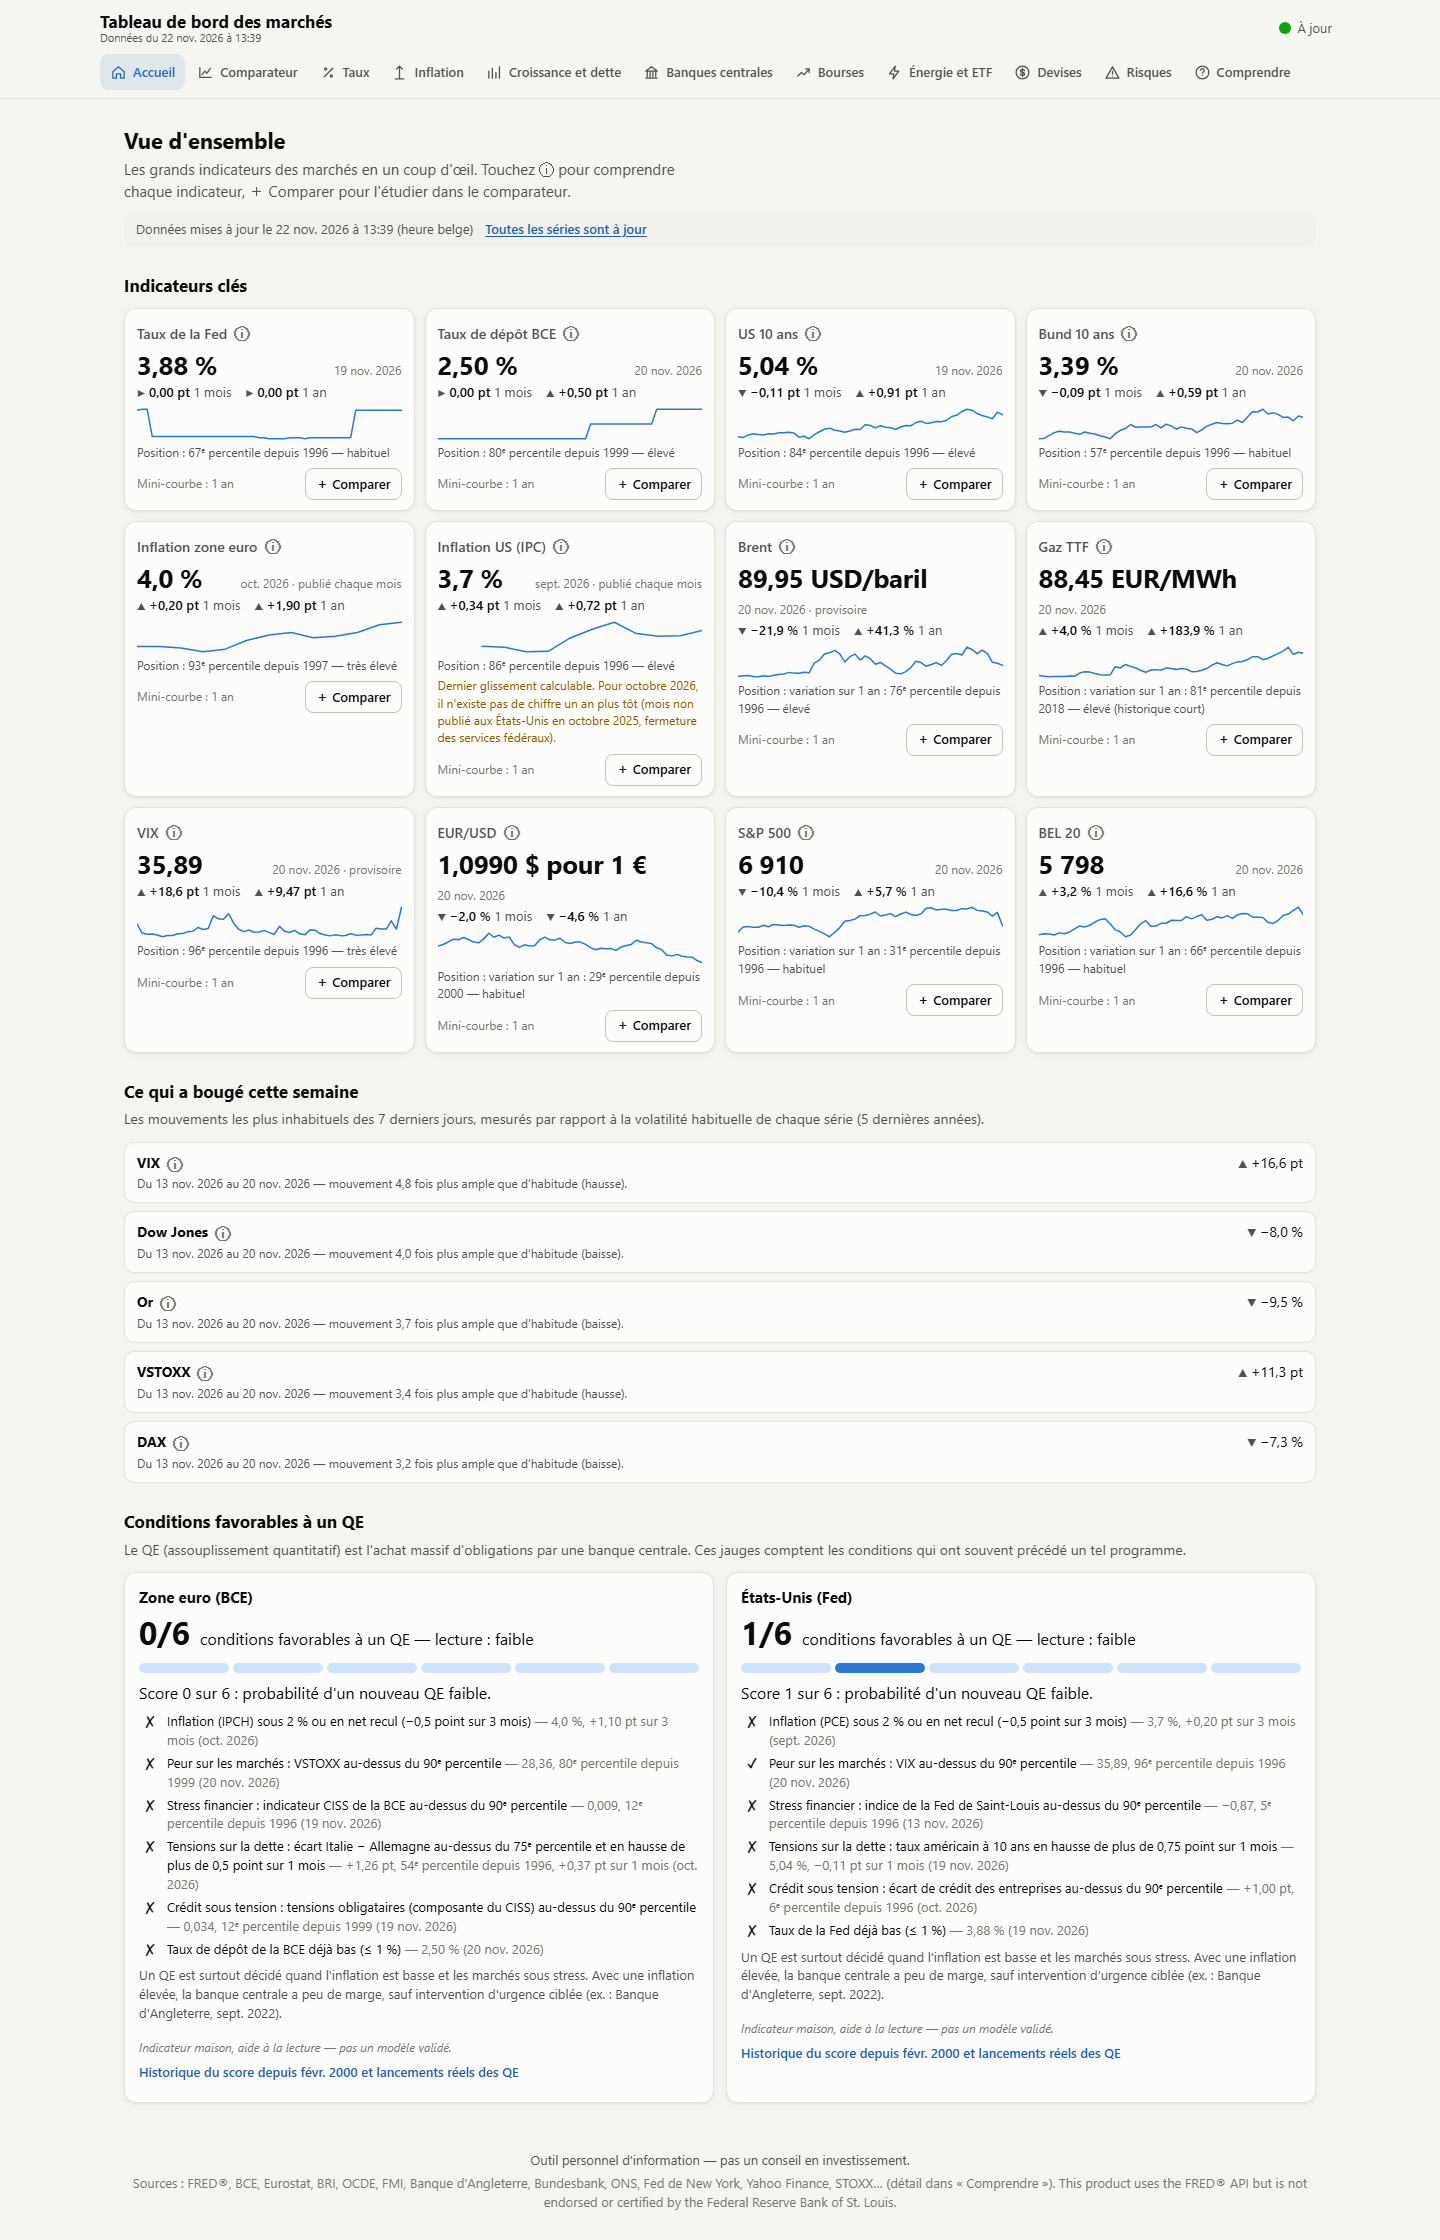 Tableau de bord des marchés
Données du 22 nov. 2026 à 13:39
À jour
Accueil Comparateur Taux Inflation Croissance et dette Banques centrales Bourses Énergie et ETF Devises Risques Comprendre
Vue d'ensemble
Les grands indicateurs des marchés en un coup d'œil. Touchez ⓘ pour comprendre
chaque indicateur, + Comparer pour l'étudier dans le comparateur.
Données mises à jour le 22 nov. 2026 à 13:39 (heure belge) Toutes les séries sont à jour
Indicateurs clés
Taux de la Fed
3,88 % 19 nov. 2026
▸ 0,00 pt 1 mois ▸ 0,00 pt 1 an
Position : 67ᵉ percentile depuis 1996 — habituel
Mini-courbe : 1 an + Comparer
Taux de dépôt BCE
2,50 % 20 nov. 2026
▸ 0,00 pt 1 mois ▲ +0,50 pt 1 an
Position : 80ᵉ percentile depuis 1999 — élevé
Mini-courbe : 1 an + Comparer
US 10 ans
5,04 % 19 nov. 2026
▼ −0,11 pt 1 mois ▲ +0,91 pt 1 an
Position : 84ᵉ percentile depuis 1996 — élevé
Mini-courbe : 1 an + Comparer
Bund 10 ans
3,39 % 20 nov. 2026
▼ −0,09 pt 1 mois ▲ +0,59 pt 1 an
Position : 57ᵉ percentile depuis 1996 — habituel
Mini-courbe : 1 an + Comparer
Inflation zone euro
4,0 % oct. 2026 · publié chaque mois
▲ +0,20 pt 1 mois ▲ +1,90 pt 1 an
Position : 93ᵉ percentile depuis 1997 — très élevé
Mini-courbe : 1 an + Comparer
Inflation US (IPC)
3,7 % sept. 2026 · publié chaque mois
▲ +0,34 pt 1 mois ▲ +0,72 pt 1 an
Position : 86ᵉ percentile depuis 1996 — élevé
Dernier glissement calculable. Pour octobre 2026,
il n'existe pas de chiffre un an plus tôt (mois non
publié aux États-Unis en octobre 2025, fermeture
des services fédéraux).
Mini-courbe : 1 an + Comparer
Brent
89,95 USD/baril
20 nov. 2026 · provisoire
▼ −21,9 % 1 mois ▲ +41,3 % 1 an
Position : variation sur 1 an : 76ᵉ percentile depuis
1996 — élevé
Mini-courbe : 1 an + Comparer
Gaz TTF
88,45 EUR/MWh
20 nov. 2026
▲ +4,0 % 1 mois ▲ +183,9 % 1 an
Position : variation sur 1 an : 81ᵉ percentile depuis
2018 — élevé (historique court)
Mini-courbe : 1 an + Comparer
VIX
35,89 20 nov. 2026 · provisoire
▲ +18,6 pt 1 mois ▲ +9,47 pt 1 an
Position : 96ᵉ percentile depuis 1996 — très élevé
Mini-courbe : 1 an + Comparer
EUR/USD
1,0990 $ pour 1 €
20 nov. 2026
▼ −2,0 % 1 mois ▼ −4,6 % 1 an
Position : variation sur 1 an : 29ᵉ percentile depuis
2000 — habituel
Mini-courbe : 1 an + Comparer
S&P 500
6 910 20 nov. 2026
▼ −10,4 % 1 mois ▲ +5,7 % 1 an
Position : variation sur 1 an : 31ᵉ percentile depuis
1996 — habituel
Mini-courbe : 1 an + Comparer
BEL 20
5 798 20 nov. 2026
▲ +3,2 % 1 mois ▲ +16,6 % 1 an
Position : variation sur 1 an : 66ᵉ percentile depuis
1996 — habituel
Mini-courbe : 1 an + Comparer
Ce qui a bougé cette semaine
Les mouvements les plus inhabituels des 7 derniers jours, mesurés par rapport à la volatilité habituelle de chaque série (5 dernières années).
VIX ▲ +16,6 pt
Du 13 nov. 2026 au 20 nov. 2026 — mouvement 4,8 fois plus ample que d'habitude (hausse).
Dow Jones ▼ −8,0 %
Du 13 nov. 2026 au 20 nov. 2026 — mouvement 4,0 fois plus ample que d'habitude (baisse).
Or ▼ −9,5 %
Du 13 nov. 2026 au 20 nov. 2026 — mouvement 3,7 fois plus ample que d'habitude (baisse).
VSTOXX ▲ +11,3 pt
Du 13 nov. 2026 au 20 nov. 2026 — mouvement 3,4 fois plus ample que d'habitude (hausse).
DAX ▼ −7,3 %
Du 13 nov. 2026 au 20 nov. 2026 — mouvement 3,2 fois plus ample que d'habitude (baisse).
Conditions favorables à un QE
Le QE (assouplissement quantitatif) est l'achat massif d'obligations par une banque centrale. Ces jauges comptent les conditions qui ont souvent précédé un tel programme.
Zone euro (BCE)
0/6 conditions favorables à un QE — lecture : faible
Score 0 sur 6 : probabilité d'un nouveau QE faible.
✗ Inflation (IPCH) sous 2 % ou en net recul (−0,5 point sur 3 mois) — 4,0 %, +1,10 pt sur 3
mois (oct. 2026)
✗ Peur sur les marchés : VSTOXX au-dessus du 90ᵉ percentile — 28,36, 80ᵉ percentile depuis
1999 (20 nov. 2026)
✗ Stress financier : indicateur CISS de la BCE au-dessus du 90ᵉ percentile — 0,009, 12ᵉ
percentile depuis 1996 (19 nov. 2026)
✗ Tensions sur la dette : écart Italie − Allemagne au-dessus du 75ᵉ percentile et en hausse de
plus de 0,5 point sur 1 mois — +1,26 pt, 54ᵉ percentile depuis 1996, +0,37 pt sur 1 mois (oct.
2026)
✗ Crédit sous tension : tensions obligataires (composante du CISS) au-dessus du 90ᵉ percentile
— 0,034, 12ᵉ percentile depuis 1999 (19 nov. 2026)
✗ Taux de dépôt de la BCE déjà bas (≤ 1 %) — 2,50 % (20 nov. 2026)
Un QE est surtout décidé quand l'inflation est basse et les marchés sous stress. Avec une inflation
élevée, la banque centrale a peu de marge, sauf intervention d'urgence ciblée (ex. : Banque
d'Angleterre, sept. 2022).
Indicateur maison, aide à la lecture — pas un modèle validé.
Historique du score depuis févr. 2000 et lancements réels des QE
États-Unis (Fed)
1/6 conditions favorables à un QE — lecture : faible
Score 1 sur 6 : probabilité d'un nouveau QE faible.
✗ Inflation (PCE) sous 2 % ou en net recul (−0,5 point sur 3 mois) — 3,7 %, +0,20 pt sur 3 mois
(sept. 2026)
✓ Peur sur les marchés : VIX au-dessus du 90ᵉ percentile — 35,89, 96ᵉ percentile depuis 1996
(20 nov. 2026)
✗ Stress financier : indice de la Fed de Saint-Louis au-dessus du 90ᵉ percentile — −0,87, 5ᵉ
percentile depuis 1996 (13 nov. 2026)
✗ Tensions sur la dette : taux américain à 10 ans en hausse de plus de 0,75 point sur 1 mois —
5,04 %, −0,11 pt sur 1 mois (19 nov. 2026)
✗ Crédit sous tension : écart de crédit des entreprises au-dessus du 90ᵉ percentile — +1,00 pt,
6ᵉ percentile depuis 1996 (oct. 2026)
✗ Taux de la Fed déjà bas (≤ 1 %) — 3,88 % (19 nov. 2026)
Un QE est surtout décidé quand l'inflation est basse et les marchés sous stress. Avec une inflation
élevée, la banque centrale a peu de marge, sauf intervention d'urgence ciblée (ex. : Banque
d'Angleterre, sept. 2022).
Indicateur maison, aide à la lecture — pas un modèle validé.
Historique du score depuis févr. 2000 et lancements réels des QE
Outil personnel d'information — pas un conseil en investissement.
Sources : FRED®, BCE, Eurostat, BRI, OCDE, FMI, Banque d'Angleterre, Bundesbank, ONS, Fed de New York, Yahoo Finance, STOXX… (détail dans « Comprendre »). This product uses the FRED® API but is not
endorsed or certified by the Federal Reserve Bank of St. Louis.